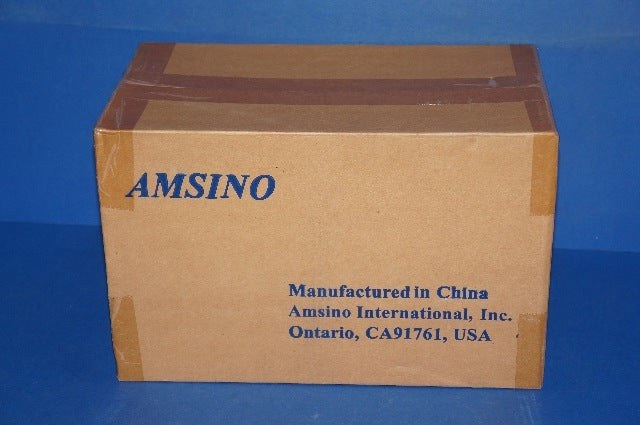 AMSINO
Manufactured in China
Amsino International, Inc.
Ontario, CA91761, USA